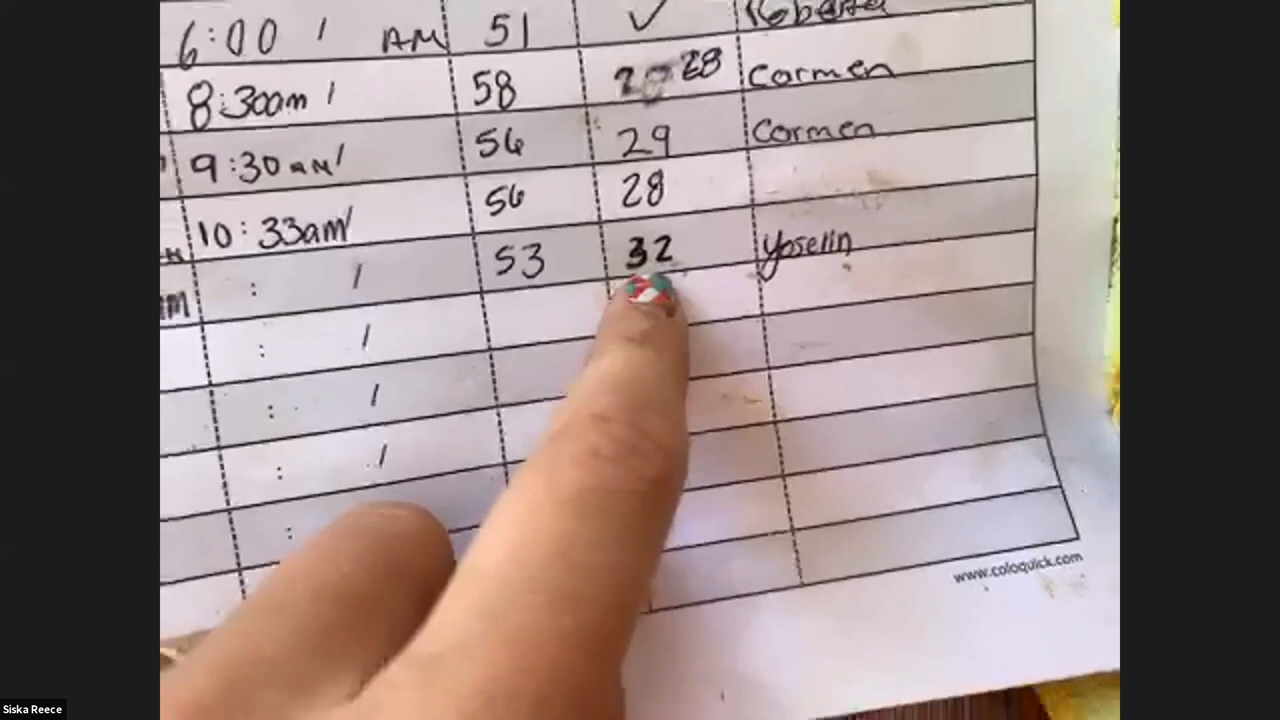 6:00 / AM 51 ✓
8:30am / 58 28 Carmen
9:30 AM / 56 29 Carmen
10:33am / 56 28
: / 53 32 Yoselin
: /
: /
: /
:
www.coloquick.com
Siska Reece